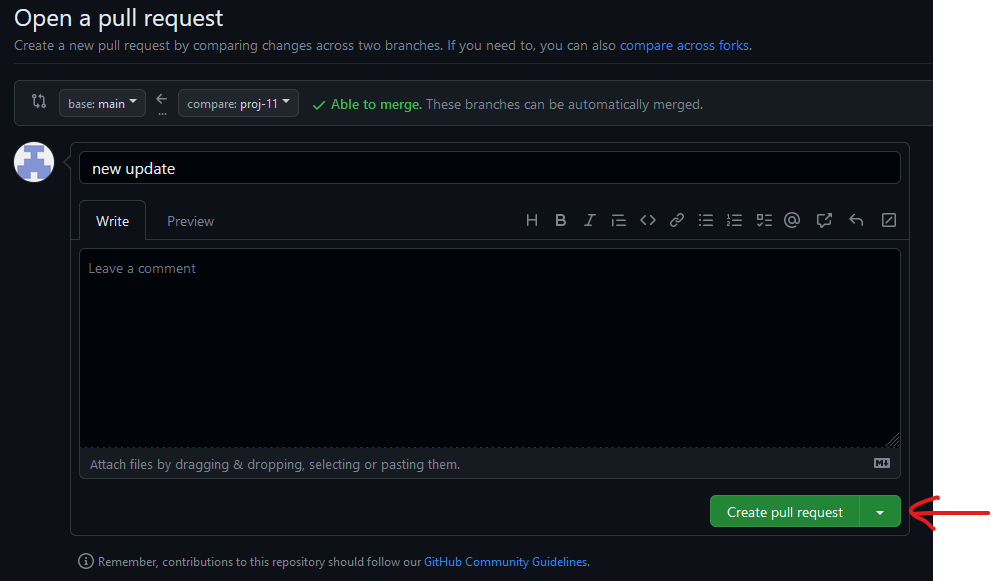 Open a pull request
Create a new pull request by comparing changes across two branches. If you need to, you can also compare across forks.
base: main ← compare: proj-11 ✓ Able to merge. These branches can be automatically merged.
...
new update
Write Preview H B I <> @
Leave a comment
Attach files by dragging & dropping, selecting or pasting them.
Create pull request
Remember, contributions to this repository should follow our GitHub Community Guidelines.